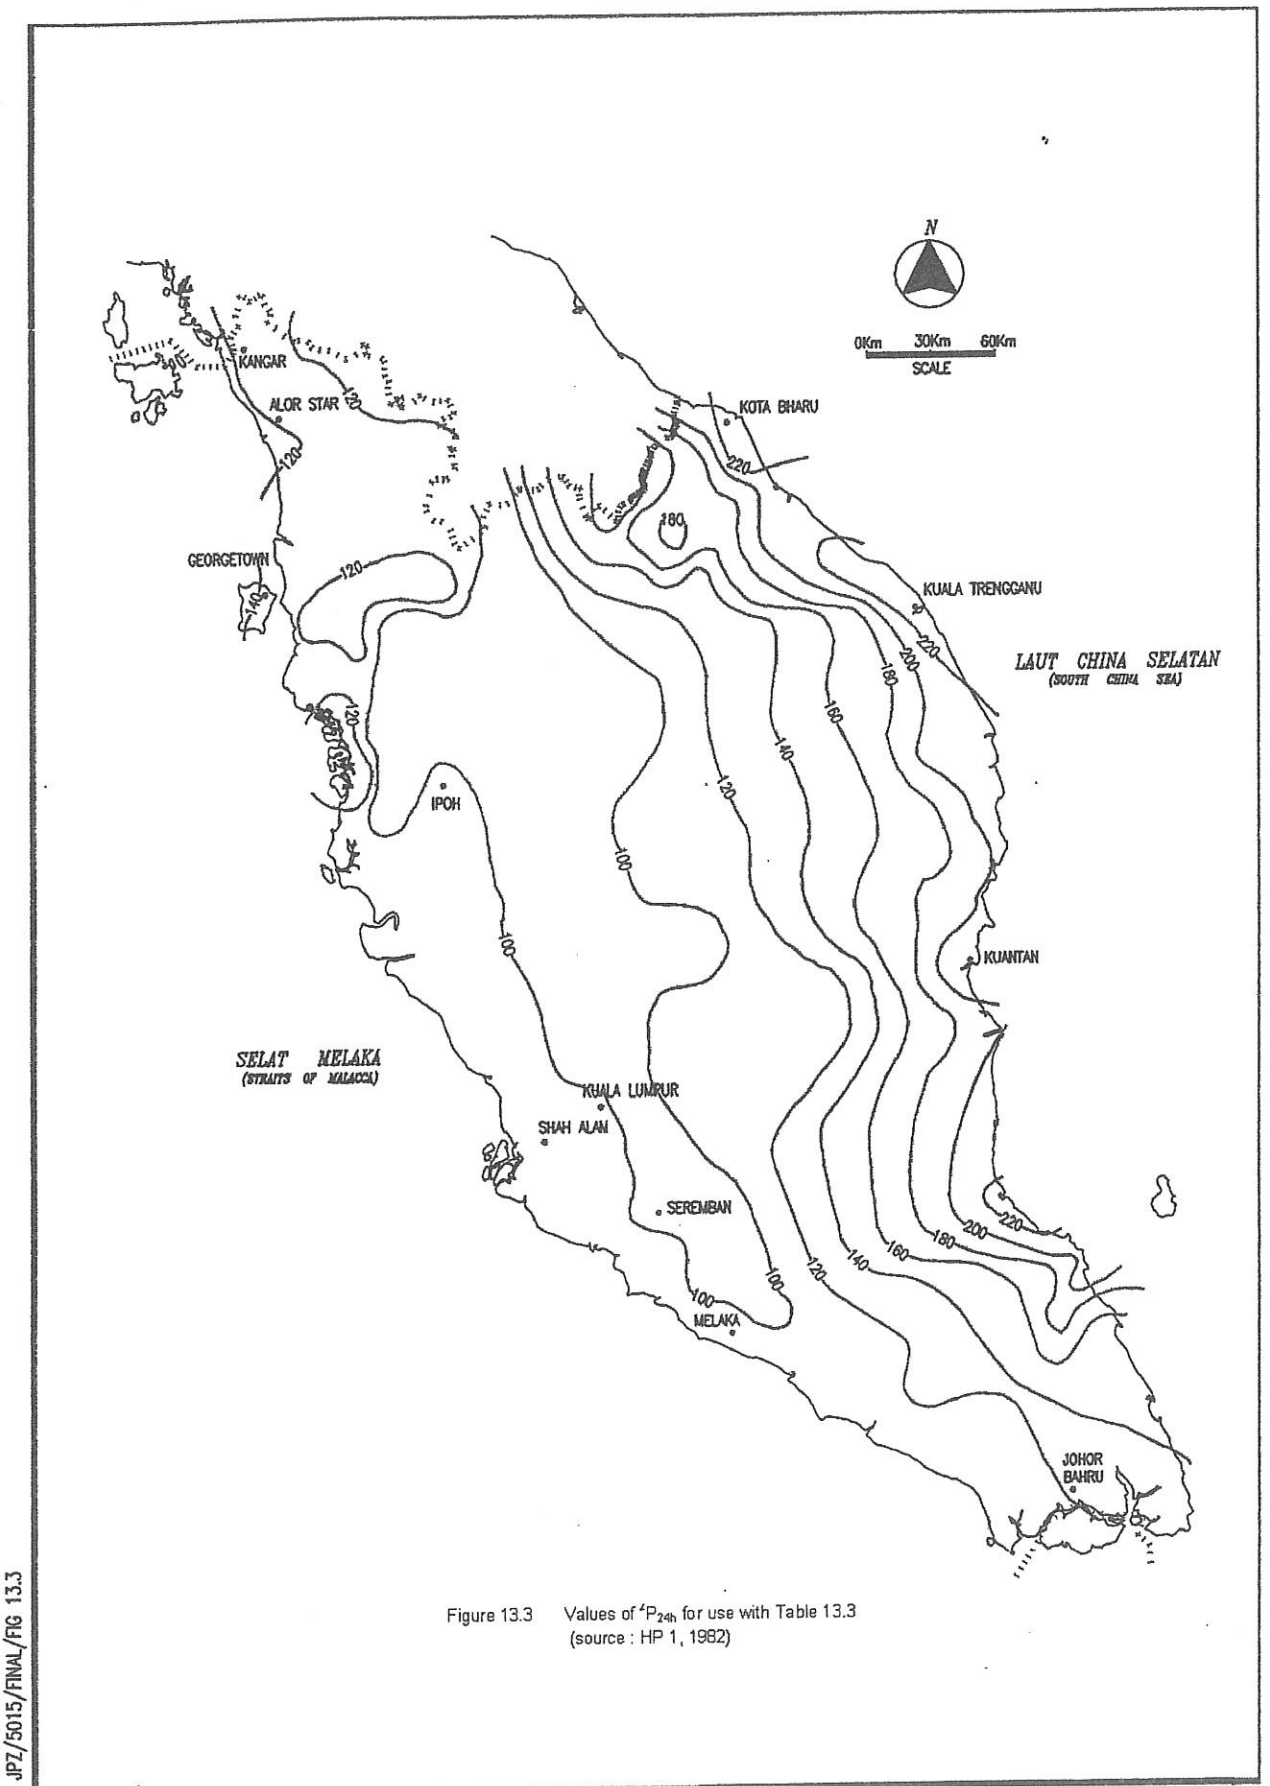 N
0Km 30Km 60Km
SCALE
KANGAR
ALOR STAR
120
120
KOTA BHARU
220
180
GEORGETOWN
140
120
KUALA TRENGGANU
220
200
180
160
140
120
LAUT CHINA SELATAN
(SOUTH CHINA SEA)
120
IPOH
100
100
KUANTAN
SELAT MELAKA
(STRAITS OF MALACCA)
KUALA LUMPUR
SHAH ALAM
SEREMBAN
220
200
180
160
140
120
100
100
MELAKA
JOHOR
BAHRU
Figure 13.3 Values of ²P24h for use with Table 13.3
(source : HP 1, 1982)
JPZ/5015/FINAL/FIG 13.3